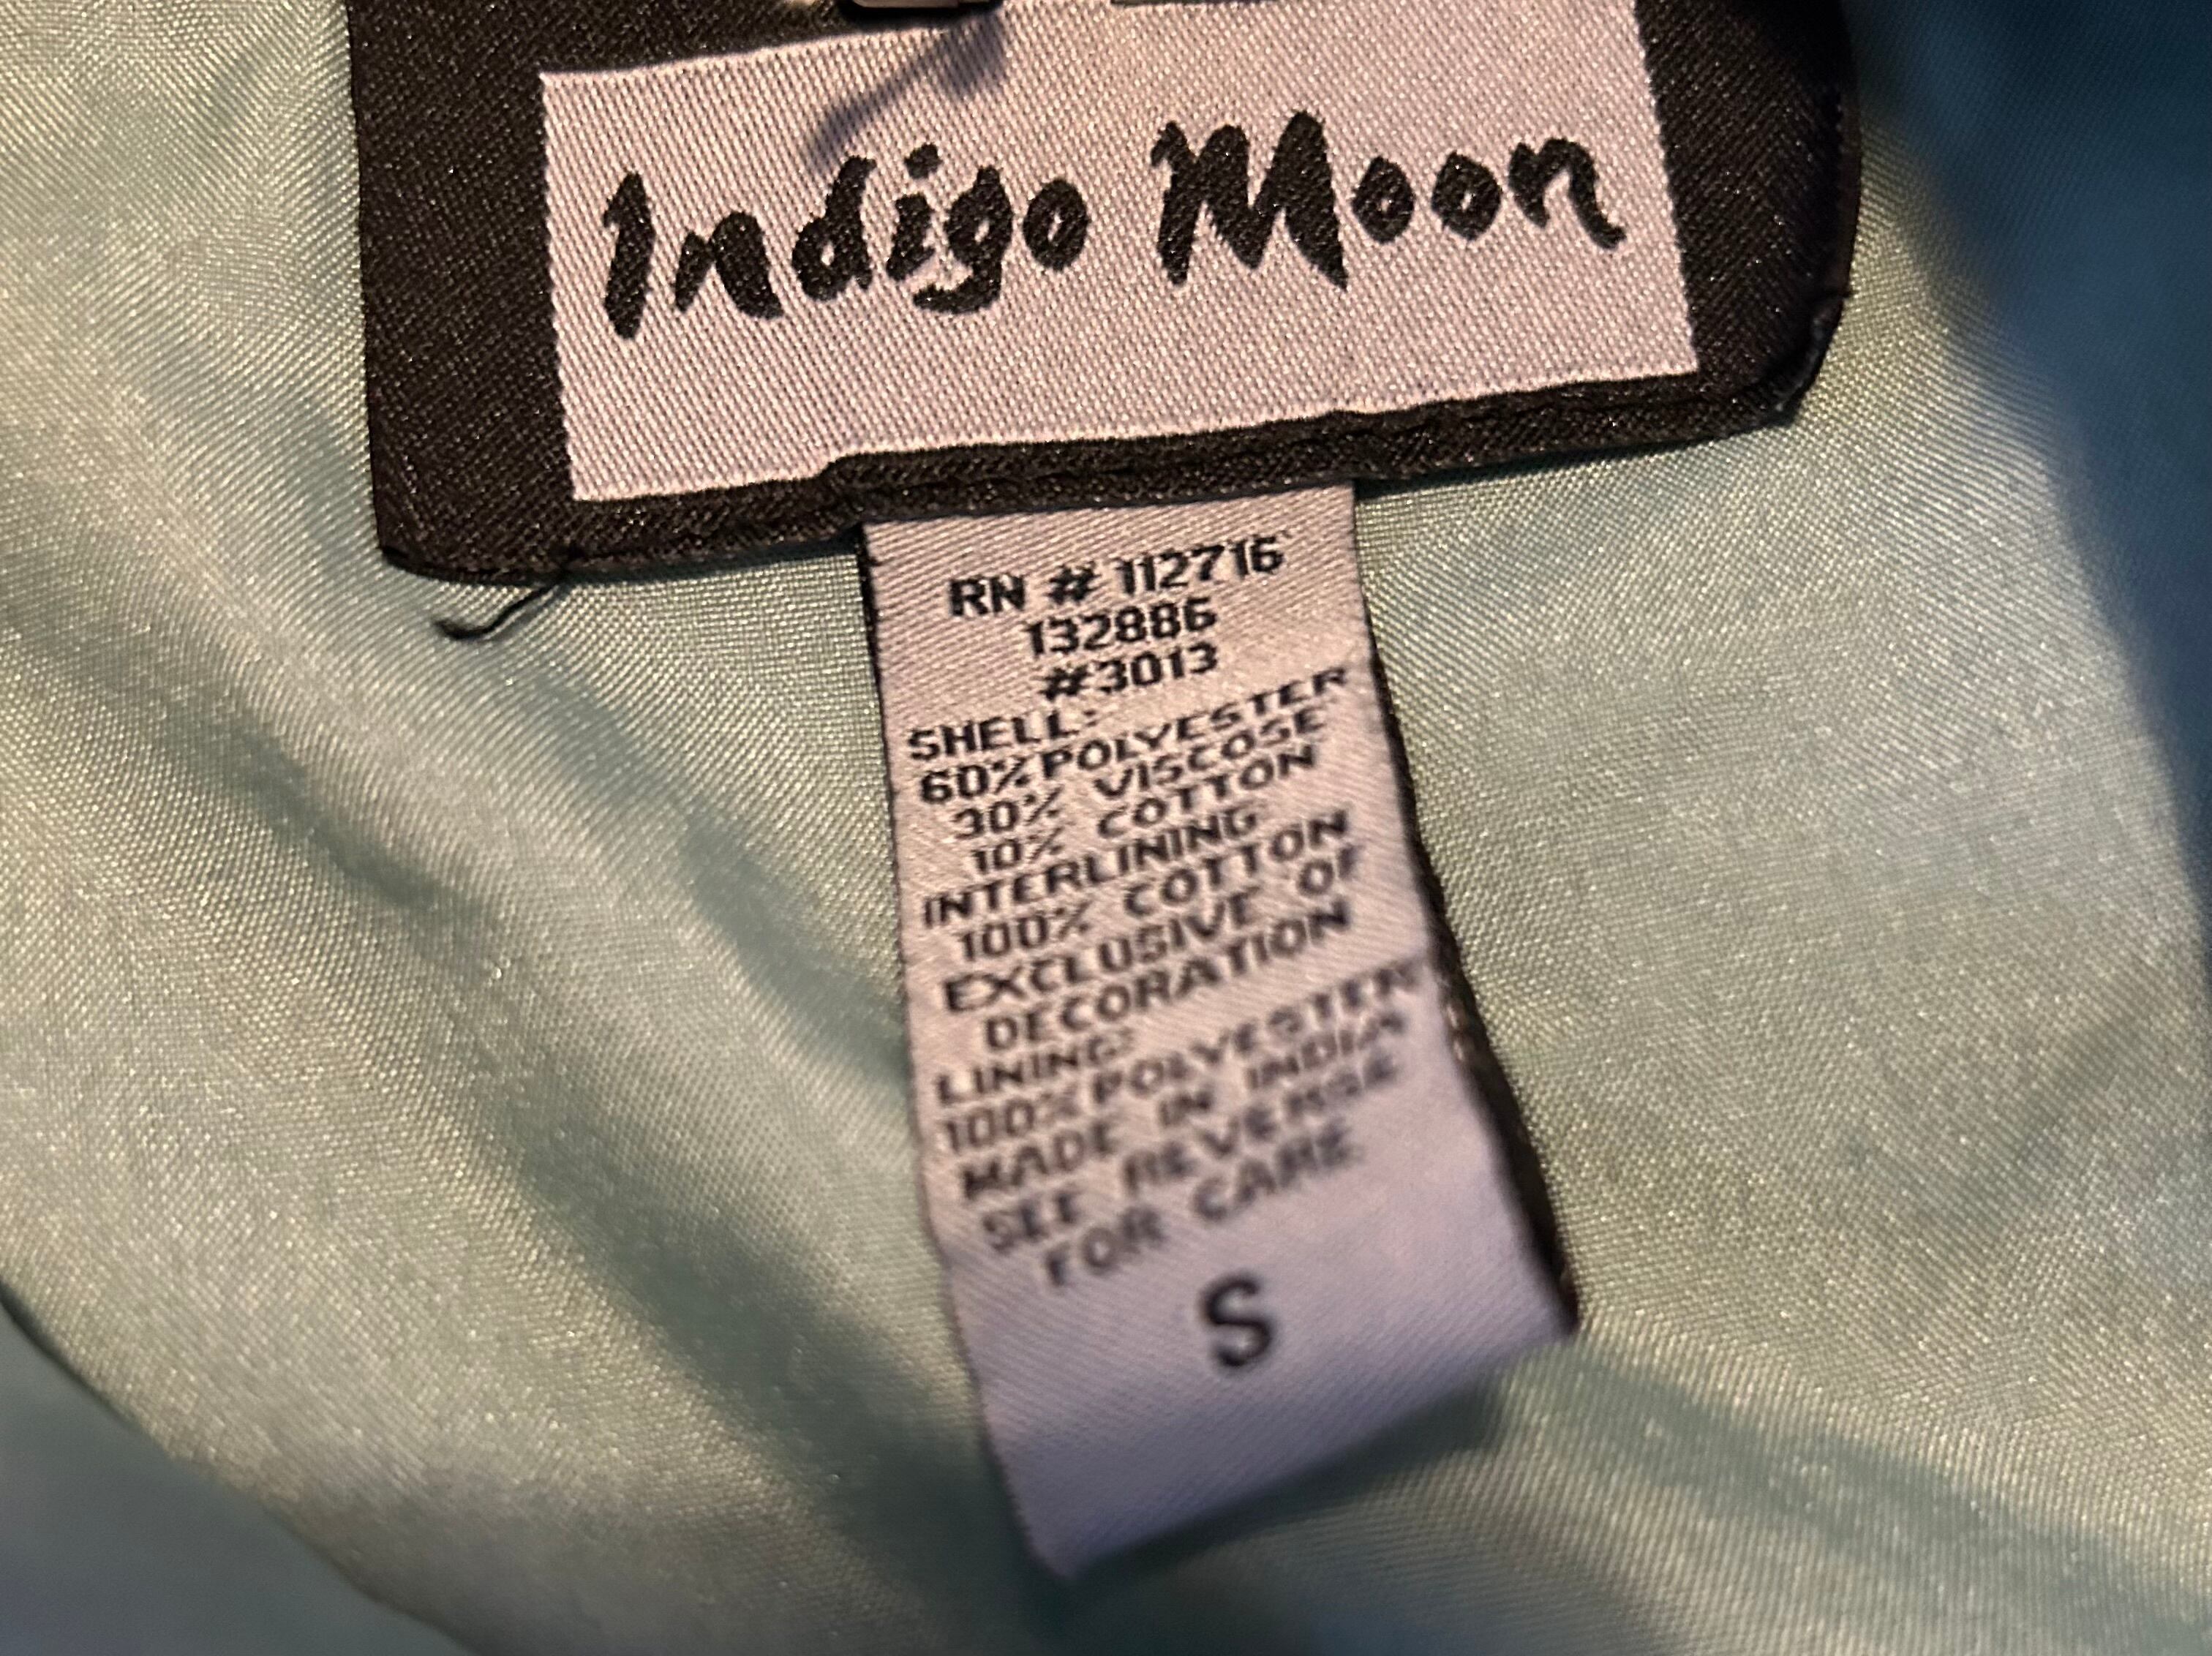 Indigo Moon
RN # 112716
132886
#3013
SHELL:
60% POLYESTER
30% VISCOSE
10% COTTON
INTERLINING
100% COTTON
EXCLUSIVE OF
DECORATION
LINING:
100% POLYESTER
MADE IN INDIA
SEE REVERSE
FOR CARE
S